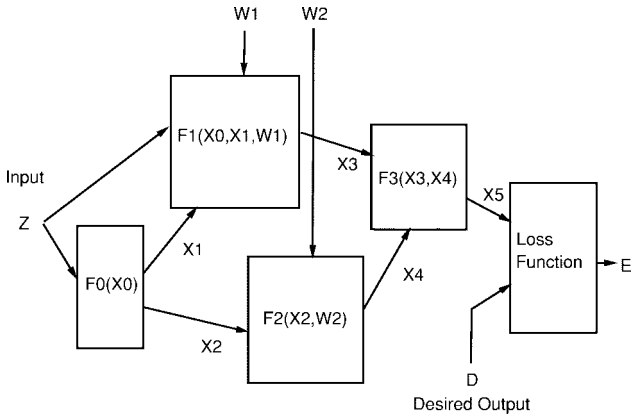 W1
W2
F1(X0,X1,W1)
X3
F3(X3,X4)
Input
X5
Z
X1
Loss
Function
E
F0(X0)
X4
F2(X2,W2)
X2
D
Desired Output